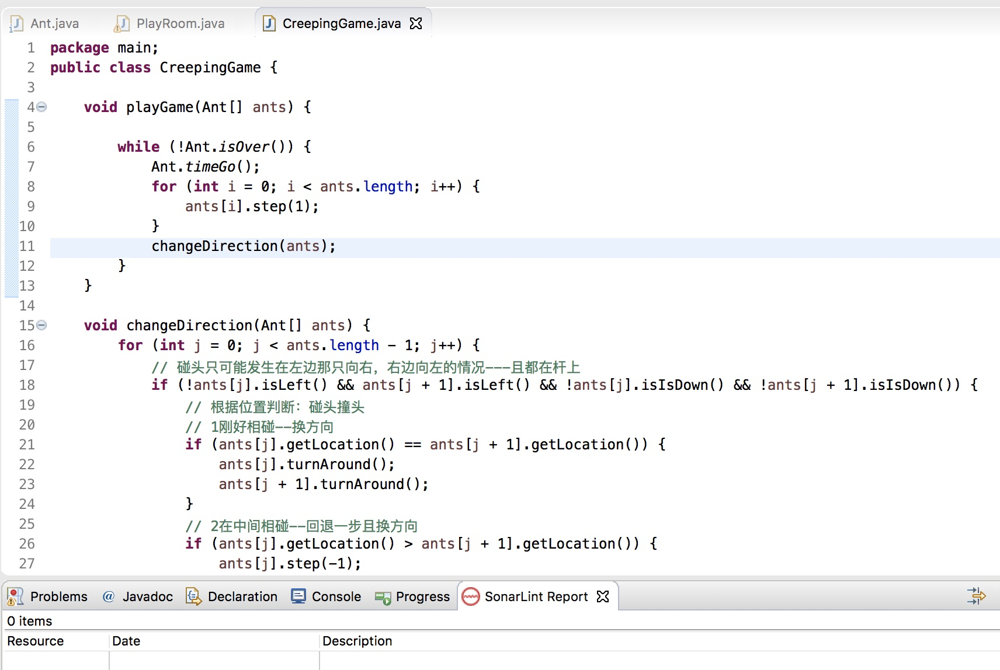 Ant.java PlayRoom.java CreepingGame.java
1 package main;
2 public class CreepingGame {
3
4 void playGame(Ant[] ants) {
5
6 while (!Ant.isOver()) {
7 Ant.timeGo();
8 for (int i = 0; i < ants.length; i++) {
9 ants[i].step(1);
10 }
11 changeDirection(ants);
12 }
13 }
14
15 void changeDirection(Ant[] ants) {
16 for (int j = 0; j < ants.length - 1; j++) {
17 // 碰头只可能发生在左边那只向右，右边向左的情况---且都在杆上
18 if (!ants[j].isLeft() && ants[j + 1].isLeft() && !ants[j].isIsDown() && !ants[j + 1].isIsDown()) {
19 // 根据位置判断：碰头撞头
20 // 1刚好相碰--换方向
21 if (ants[j].getLocation() == ants[j + 1].getLocation()) {
22 ants[j].turnAround();
23 ants[j + 1].turnAround();
24 }
25 // 2在中间相碰--回退一步且换方向
26 if (ants[j].getLocation() > ants[j + 1].getLocation()) {
27 ants[j].step(-1);
Problems Javadoc Declaration Console Progress SonarLint Report
0 items
Resource Date Description